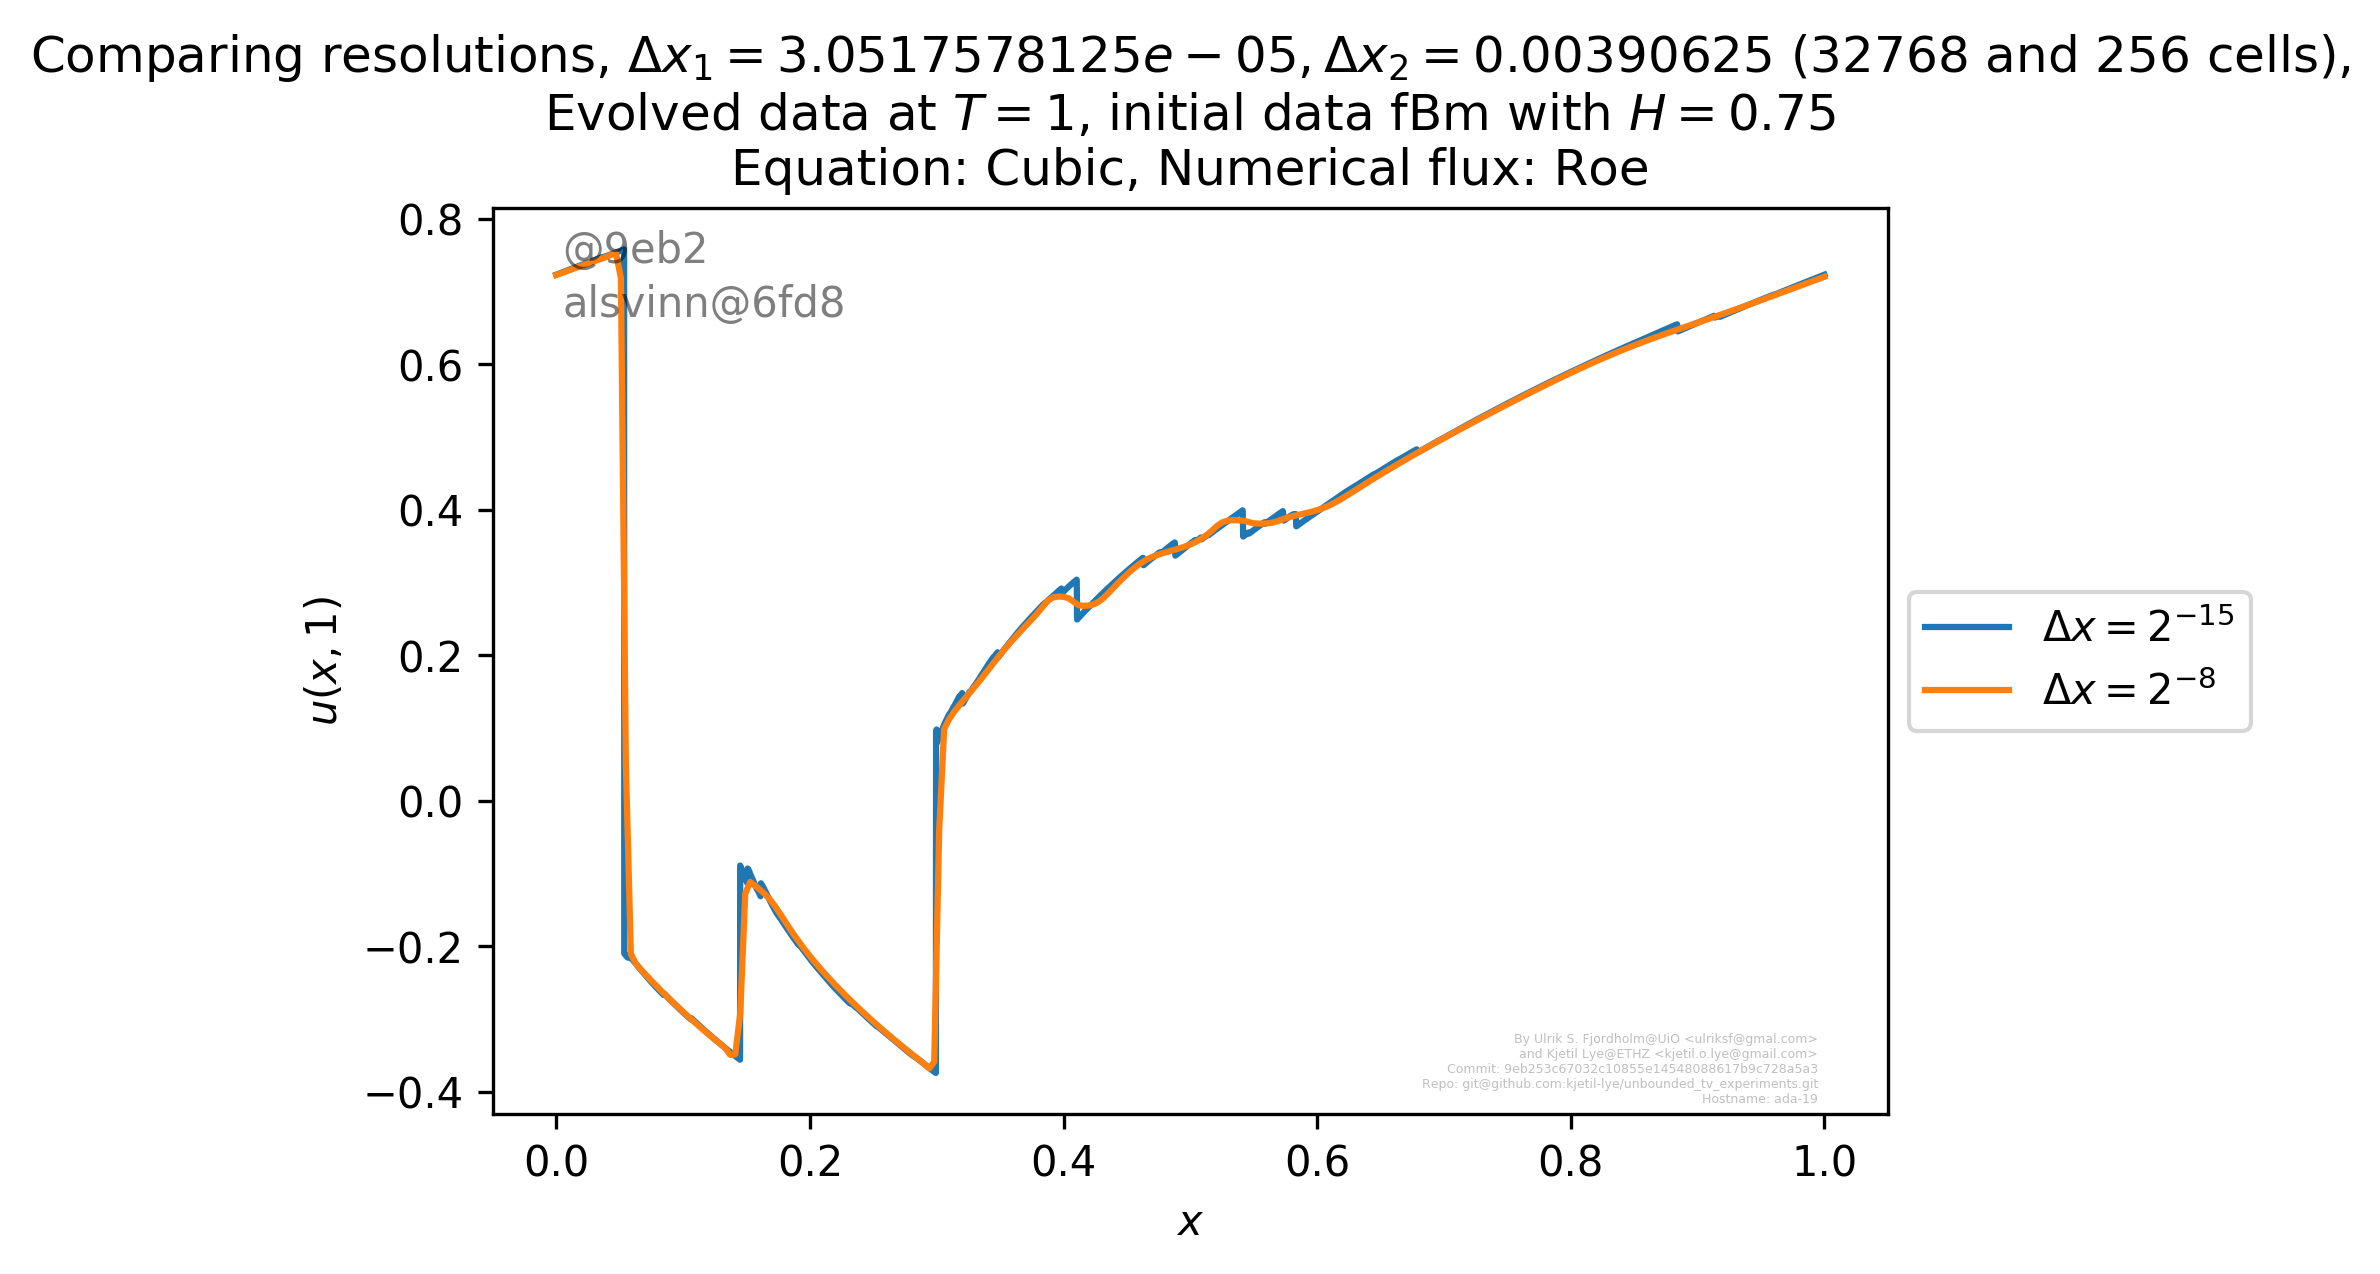 Comparing resolutions, Δx₁ = 3.0517578125e − 05, Δx₂ = 0.00390625 (32768 and 256 cells),
Evolved data at T = 1, initial data fBm with H = 0.75
Equation: Cubic, Numerical flux: Roe
@9eb2
alsvinn@6fd8
0.8
0.6
0.4
0.2
0.0
−0.2
−0.4
u(x, 1)
Δx = 2⁻¹⁵
Δx = 2⁻⁸
By Ulrik S. Fjordholm@UiO <ulriksf@gmal.com>
and Kjetil Lye@ETHZ <kjetil.o.lye@gmail.com>
Commit: 9eb253c67032c10855e14548088617b9c728a5a3
Repo: git@github.com:kjetil-lye/unbounded_tv_experiments.git
Hostname: ada-19
0.0 0.2 0.4 0.6 0.8 1.0
x